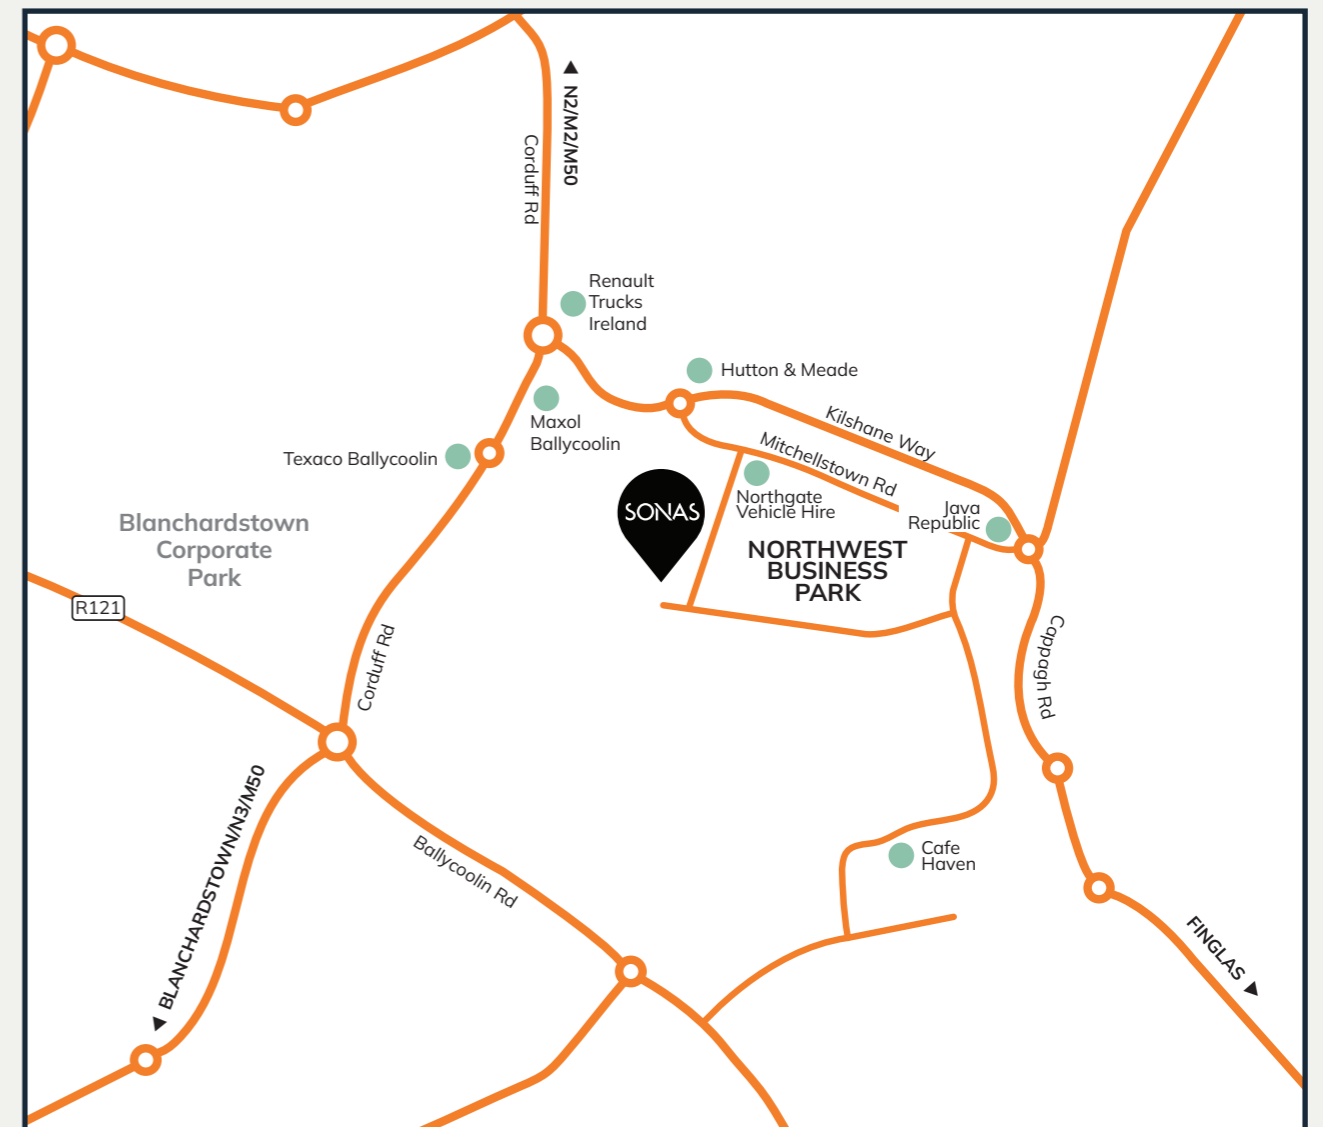 N2/M2/M50
Corduff Rd
Renault
Trucks
Ireland
Hutton & Meade
Maxol
Ballycoolin
Texaco Ballycoolin
Kilshane Way
Mitchellstown Rd
Northgate
Vehicle Hire
SONAS
Java
Republic
Blanchardstown
Corporate
Park
NORTHWEST
BUSINESS
PARK
R121
Corduff Rd
Cappagh Rd
BLANCHARDSTOWN/N3/M50
Ballycoolin Rd
Cafe
Haven
FINGLAS